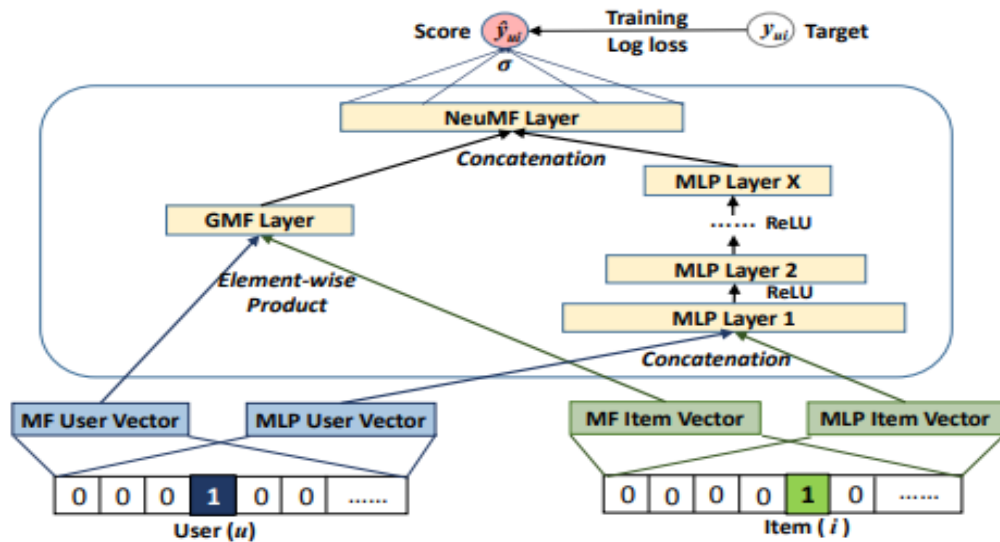 Score ŷui Training yui Target
Log loss
σ
NeuMF Layer
Concatenation
MLP Layer X
GMF Layer
...... ReLU
Element-wise
Product
MLP Layer 2
ReLU
MLP Layer 1
Concatenation
MF User Vector MLP User Vector MF Item Vector MLP Item Vector
0 0 0 1 0 0 ...... 0 0 0 0 1 0 ......
User (u) Item ( i )